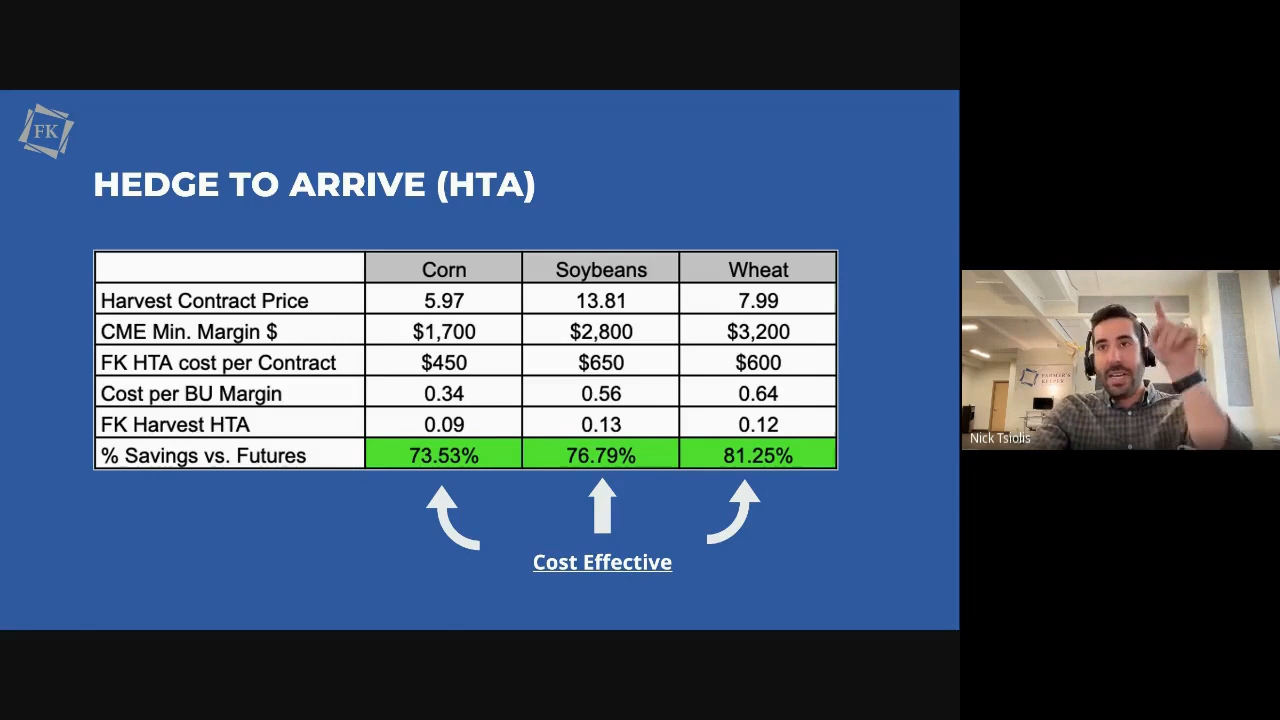 FK
HEDGE TO ARRIVE (HTA)
Corn Soybeans Wheat
Harvest Contract Price 5.97 13.81 7.99
CME Min. Margin $ $1,700 $2,800 $3,200
FK HTA cost per Contract $450 $650 $600
Cost per BU Margin 0.34 0.56 0.64
FK Harvest HTA 0.09 0.13 0.12
% Savings vs. Futures 73.53% 76.79% 81.25%
Cost Effective
FARMER'S
KEEPER
Nick Tsiolis